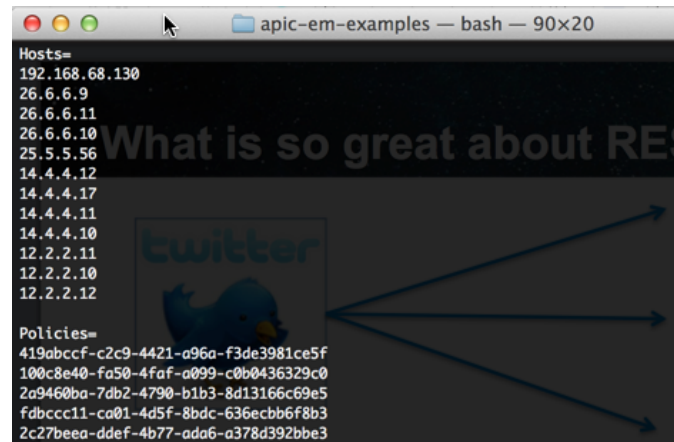 apic-em-examples — bash — 90×20
Hosts=
192.168.68.130
26.6.6.9
26.6.6.11
26.6.6.10
25.5.5.56
14.4.4.12
14.4.4.17
14.4.4.11
14.4.4.10
12.2.2.11
12.2.2.10
12.2.2.12
What is so great about RES
twitter
Policies=
419abccf-c2c9-4421-a96a-f3de3981ce5f
100c8e40-fa50-4faf-a099-c0b0436329c0
2a9460ba-7db2-4790-b1b3-8d13166c69e5
fdbccc11-ca01-4d5f-8bdc-636ecbb6f8b3
2c27beea-ddef-4b77-ada6-a378d392bbe3